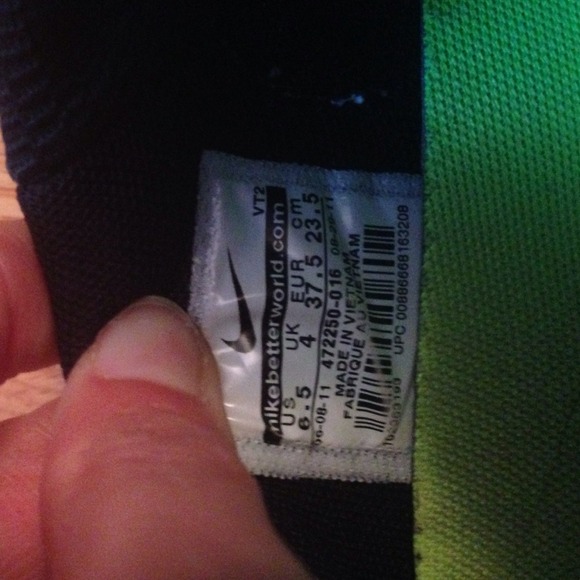 VT2
nikebetterworld.com
US UK EUR cm
6.5 4 37.5 23.5
472250-016
MADE IN VIETNAM
FABRIQUE AU VIETNAM
UPC 00886668163208